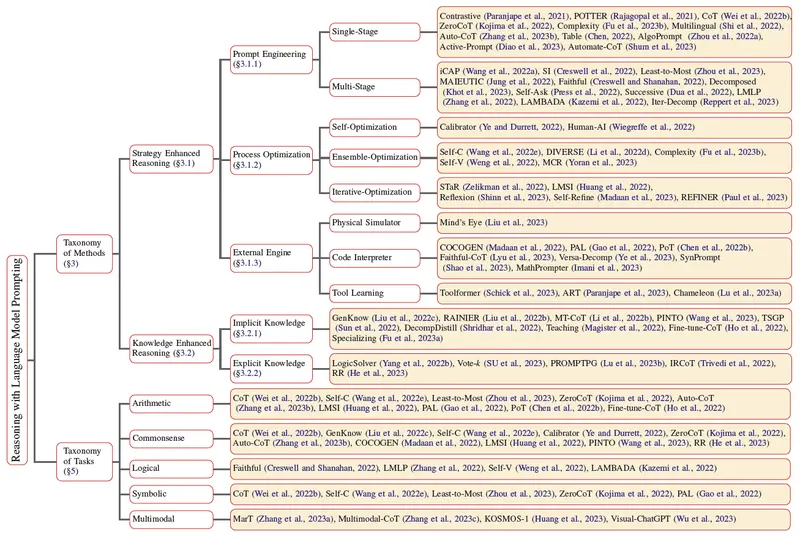 Reasoning with Language Model Prompting
Taxonomy
of Methods
(§3)
Strategy Enhanced
Reasoning (§3.1)
Prompt Engineering
(§3.1.1)
Single-Stage
Contrastive (Paranjape et al., 2021), POTTER (Rajagopal et al., 2021), CoT (Wei et al., 2022b),
ZeroCoT (Kojima et al., 2022), Complexity (Fu et al., 2023b), Multilingual (Shi et al., 2022),
Auto-CoT (Zhang et al., 2023b), Table (Chen, 2022), AlgoPrompt (Zhou et al., 2022a),
Active-Prompt (Diao et al., 2023), Automate-CoT (Shum et al., 2023)
Multi-Stage
iCAP (Wang et al., 2022a), SI (Creswell et al., 2022), Least-to-Most (Zhou et al., 2023),
MAIEUTIC (Jung et al., 2022), Faithful (Creswell and Shanahan, 2022), Decomposed
(Khot et al., 2023), Self-Ask (Press et al., 2022), Successive (Dua et al., 2022), LMLP
(Zhang et al., 2022), LAMBADA (Kazemi et al., 2022), Iter-Decomp (Reppert et al., 2023)
Process Optimization
(§3.1.2)
Self-Optimization
Calibrator (Ye and Durrett, 2022), Human-AI (Wiegreffe et al., 2022)
Ensemble-Optimization
Self-C (Wang et al., 2022e), DIVERSE (Li et al., 2022d), Complexity (Fu et al., 2023b),
Self-V (Weng et al., 2022), MCR (Yoran et al., 2023)
Iterative-Optimization
STaR (Zelikman et al., 2022), LMSI (Huang et al., 2022),
Reflexion (Shinn et al., 2023), Self-Refine (Madaan et al., 2023), REFINER (Paul et al., 2023)
External Engine
(§3.1.3)
Physical Simulator
Mind's Eye (Liu et al., 2023)
Code Interpreter
COCOGEN (Madaan et al., 2022), PAL (Gao et al., 2022), PoT (Chen et al., 2022b),
Faithful-CoT (Lyu et al., 2023), Versa-Decomp (Ye et al., 2023), SynPrompt
(Shao et al., 2023), MathPrompter (Imani et al., 2023)
Tool Learning
Toolformer (Schick et al., 2023), ART (Paranjape et al., 2023), Chameleon (Lu et al., 2023a)
Knowledge Enhanced
Reasoning (§3.2)
Implicit Knowledge
(§3.2.1)
GenKnow (Liu et al., 2022c), RAINIER (Liu et al., 2022b), MT-CoT (Li et al., 2022b), PINTO (Wang et al., 2023), TSGP
(Sun et al., 2022), DecompDistill (Shridhar et al., 2022), Teaching (Magister et al., 2022), Fine-tune-CoT (Ho et al., 2022),
Specializing (Fu et al., 2023a)
Explicit Knowledge
(§3.2.2)
LogicSolver (Yang et al., 2022b), Vote-k (SU et al., 2023), PROMPTPG (Lu et al., 2023b), IRCoT (Trivedi et al., 2022),
RR (He et al., 2023)
Taxonomy
of Tasks
(§5)
Arithmetic
CoT (Wei et al., 2022b), Self-C (Wang et al., 2022e), Least-to-Most (Zhou et al., 2023), ZeroCoT (Kojima et al., 2022), Auto-CoT
(Zhang et al., 2023b), LMSI (Huang et al., 2022), PAL (Gao et al., 2022), PoT (Chen et al., 2022b), Fine-tune-CoT (Ho et al., 2022)
Commonsense
CoT (Wei et al., 2022b), GenKnow (Liu et al., 2022c), Self-C (Wang et al., 2022e), Calibrator (Ye and Durrett, 2022), ZeroCoT (Kojima et al., 2022),
Auto-CoT (Zhang et al., 2023b), COCOGEN (Madaan et al., 2022), LMSI (Huang et al., 2022), PINTO (Wang et al., 2023), RR (He et al., 2023)
Logical
Faithful (Creswell and Shanahan, 2022), LMLP (Zhang et al., 2022), Self-V (Weng et al., 2022), LAMBADA (Kazemi et al., 2022)
Symbolic
CoT (Wei et al., 2022b), Self-C (Wang et al., 2022e), Least-to-Most (Zhou et al., 2023), ZeroCoT (Kojima et al., 2022), PAL (Gao et al., 2022)
Multimodal
MarT (Zhang et al., 2023a), Multimodal-CoT (Zhang et al., 2023c), KOSMOS-1 (Huang et al., 2023), Visual-ChatGPT (Wu et al., 2023)